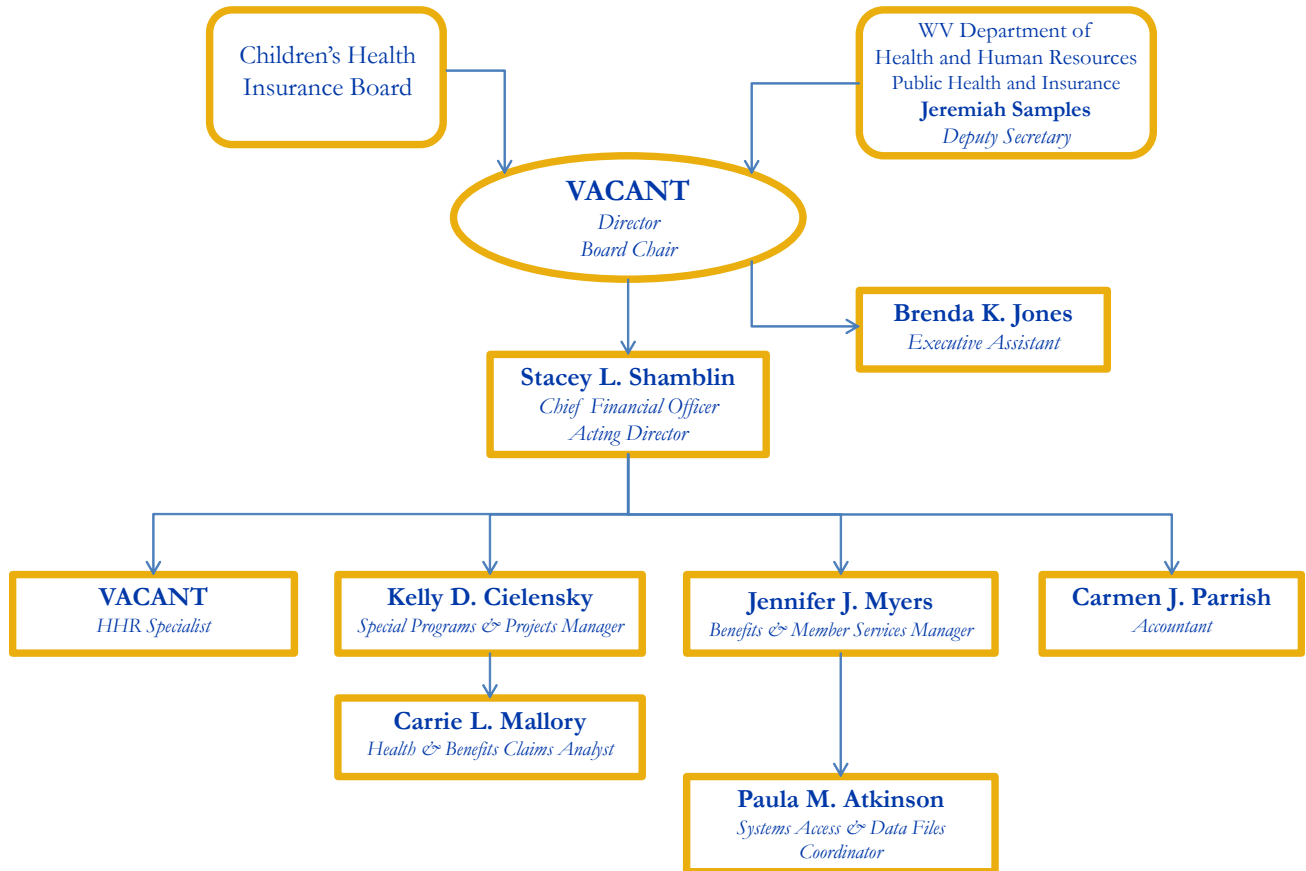 Children’s Health
Insurance Board
WV Department of
Health and Human Resources
Public Health and Insurance
Jeremiah Samples
Deputy Secretary
VACANT
Director
Board Chair
Brenda K. Jones
Executive Assistant
Stacey L. Shamblin
Chief Financial Officer
Acting Director
VACANT
HHR Specialist
Kelly D. Cielensky
Special Programs & Projects Manager
Jennifer J. Myers
Benefits & Member Services Manager
Carmen J. Parrish
Accountant
Carrie L. Mallory
Health & Benefits Claims Analyst
Paula M. Atkinson
Systems Access & Data Files
Coordinator